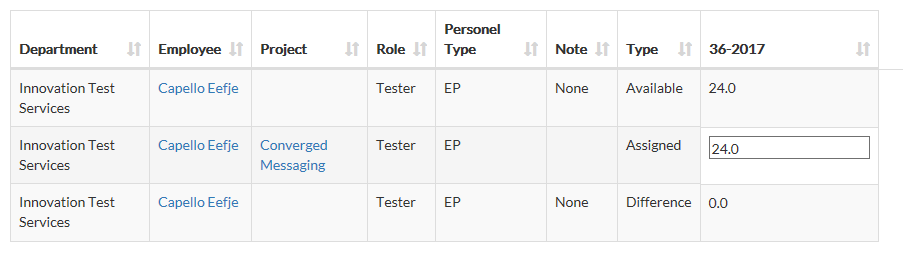 Department Employee Project Role Personel Type Note Type 36-2017
Innovation Test Services Capello Eefje Tester EP None Available 24.0
Innovation Test Services Capello Eefje Converged Messaging Tester EP Assigned 24.0
Innovation Test Services Capello Eefje Tester EP None Difference 0.0